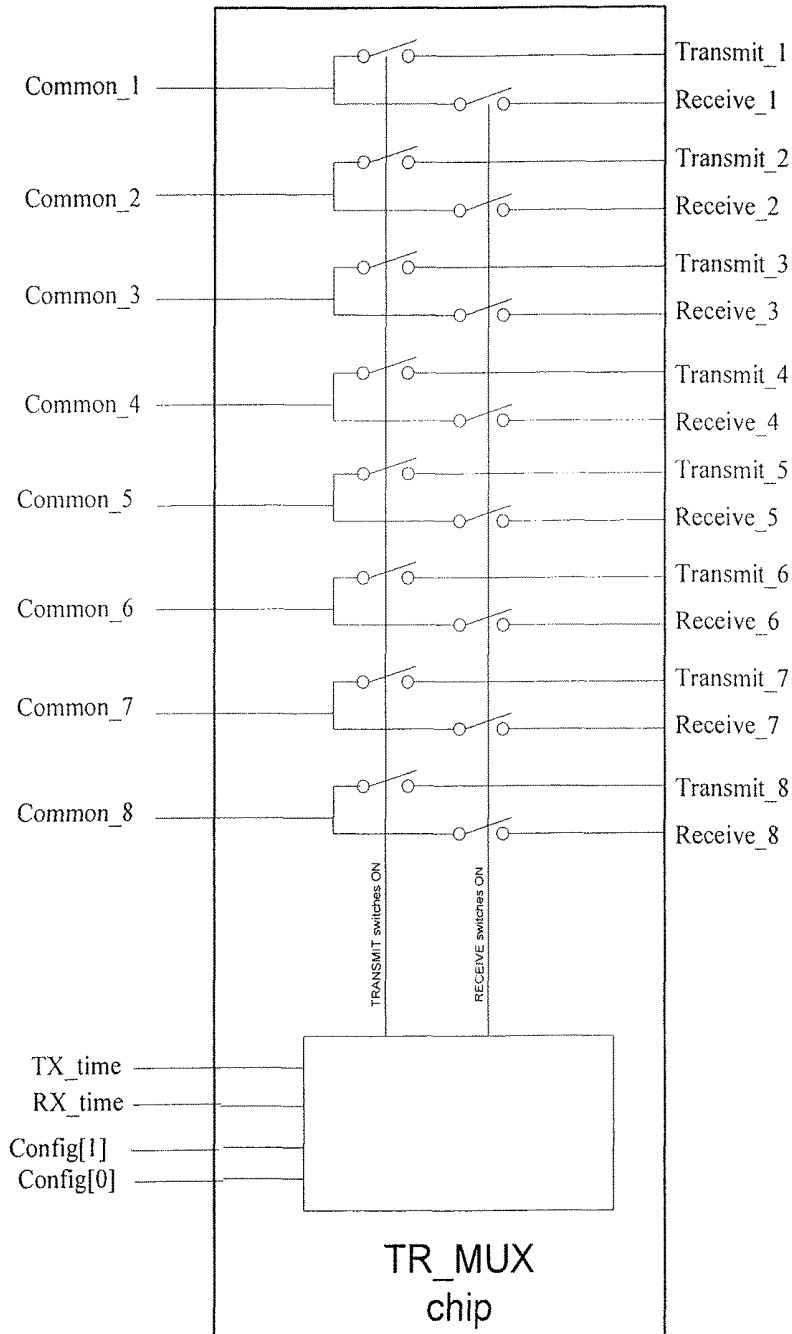 Common_1
Transmit_1
Receive_1
Common_2
Transmit_2
Receive_2
Common_3
Transmit_3
Receive_3
Common_4
Transmit_4
Receive_4
Common_5
Transmit_5
Receive_5
Common_6
Transmit_6
Receive_6
Common_7
Transmit_7
Receive_7
Common_8
Transmit_8
Receive_8
TRANSMIT switches ON
RECEIVE switches ON
TX_time
RX_time
Config[1]
Config[0]
TR_MUX
chip